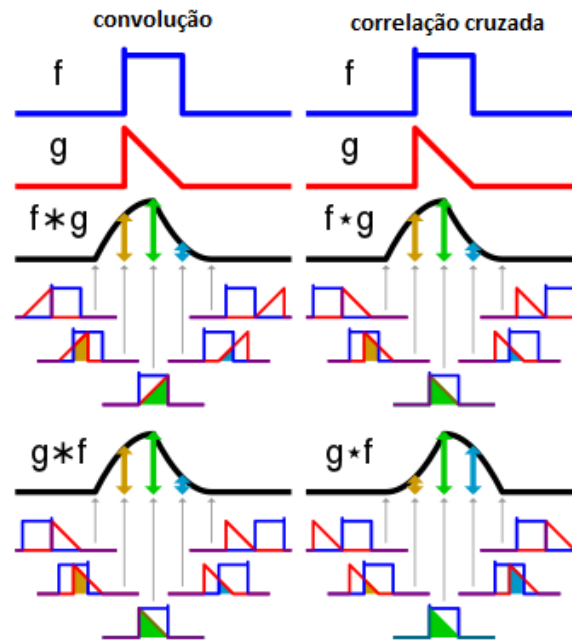 convolução
correlação cruzada
f
f
g
g
f∗g
f⋆g
g∗f
g⋆f